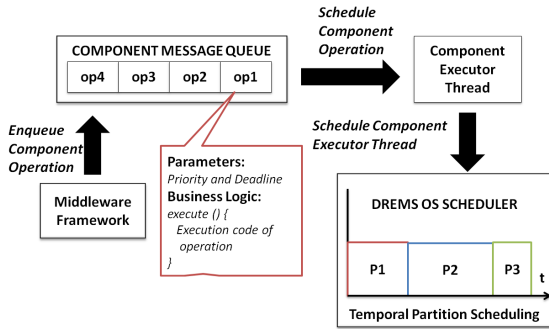 Schedule
Component
Operation
COMPONENT MESSAGE QUEUE
op4 op3 op2 op1
Component
Executor
Thread
Enqueue
Component
Operation
Schedule Component
Executor Thread
Parameters:
Priority and Deadline
Business Logic:
execute () {
Execution code of
operation
}
Middleware
Framework
DREMS OS SCHEDULER
P1 P2 P3 t
Temporal Partition Scheduling